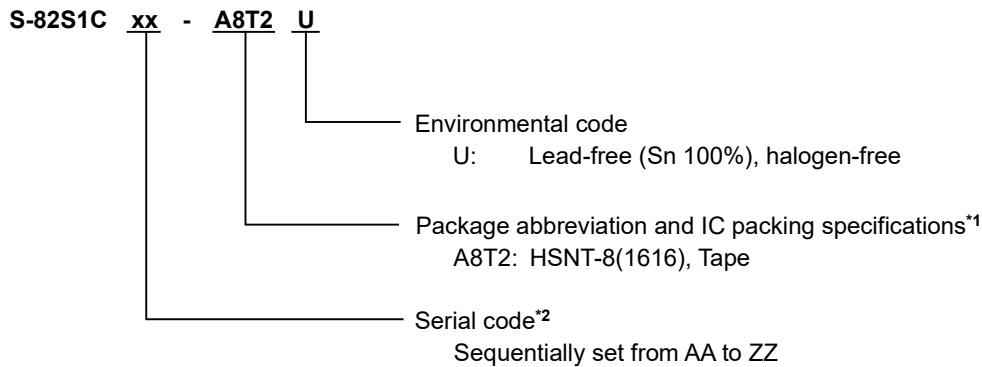 S-82S1C xx - A8T2 U
Environmental code
U: Lead-free (Sn 100%), halogen-free
Package abbreviation and IC packing specifications*1
A8T2: HSNT-8(1616), Tape
Serial code*2
Sequentially set from AA to ZZ